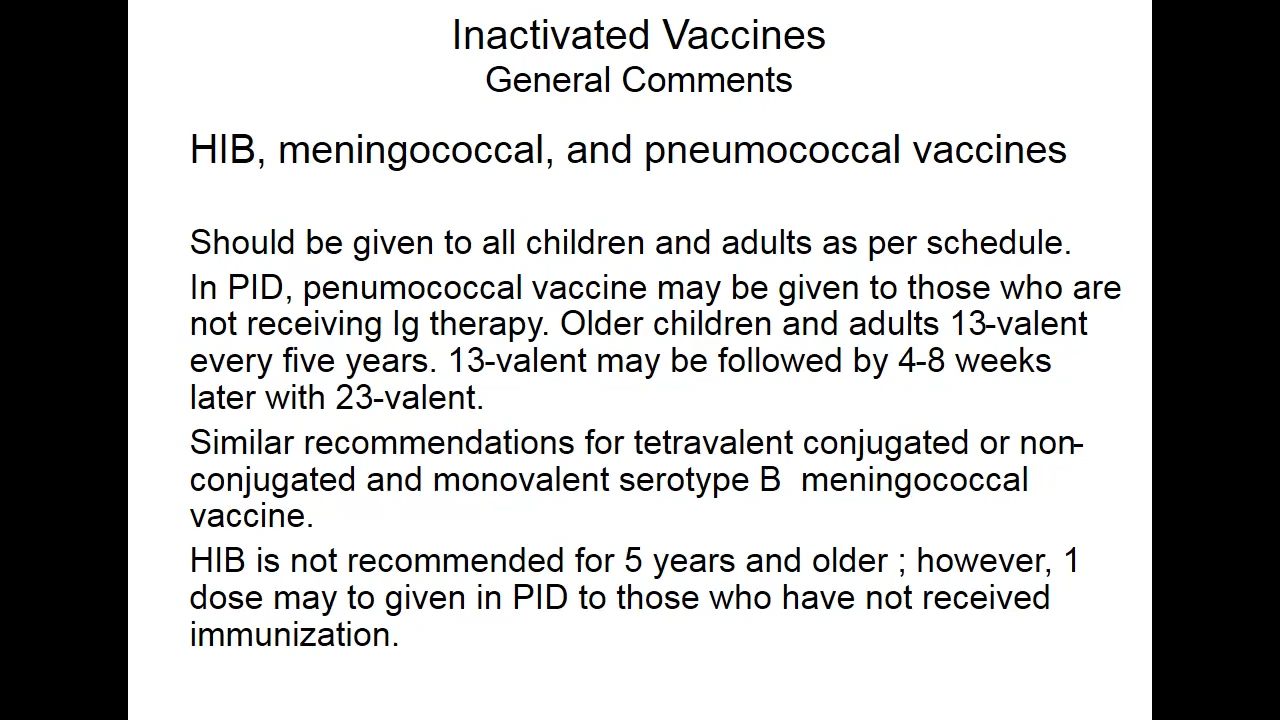 Inactivated Vaccines
General Comments
HIB, meningococcal, and pneumococcal vaccines
Should be given to all children and adults as per schedule.
In PID, penumococcal vaccine may be given to those who are
not receiving Ig therapy. Older children and adults 13-valent
every five years. 13-valent may be followed by 4-8 weeks
later with 23-valent.
Similar recommendations for tetravalent conjugated or non-
conjugated and monovalent serotype B  meningococcal
vaccine.
HIB is not recommended for 5 years and older ; however, 1
dose may to given in PID to those who have not received
immunization.